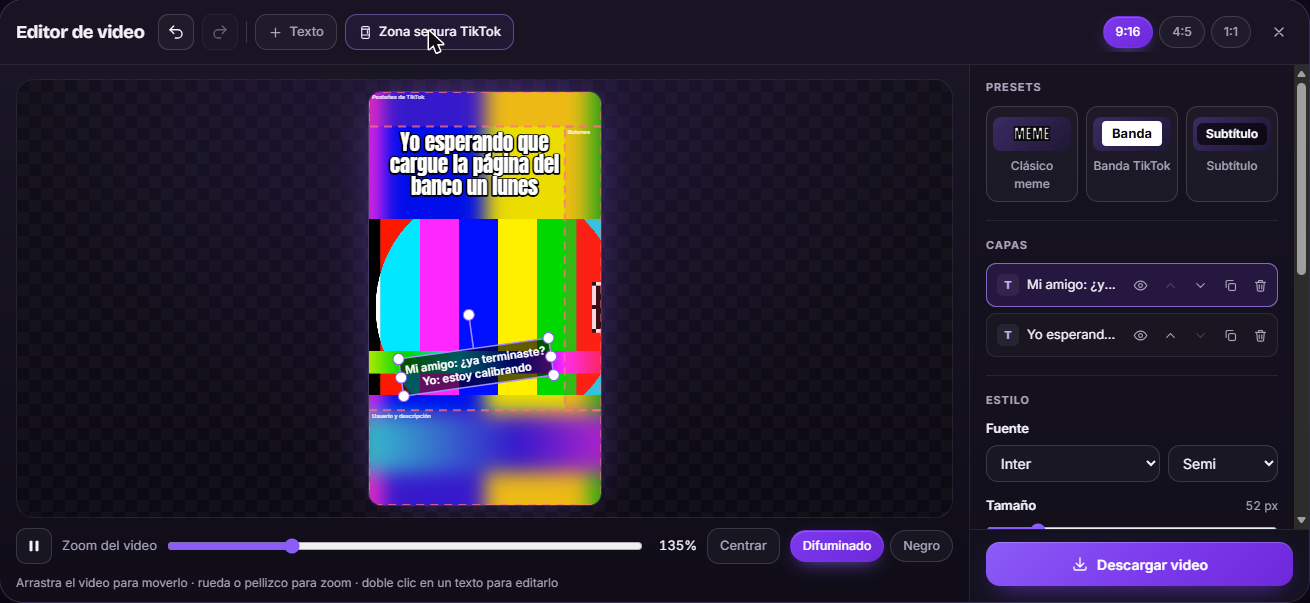 Editor de video
Texto
Zona segura TikTok
9:16
4:5
1:1
Pestañas de TikTok
Botones
Yo esperando que
cargue la página del
banco un lunes
Mi amigo: ¿ya terminaste?
Yo: estoy calibrando
Usuario y descripción
Zoom del video
135%
Centrar
Difuminado
Negro
Arrastra el video para moverlo · rueda o pellizco para zoom · doble clic en un texto para editarlo
PRESETS
MEME
Clásico
meme
Banda
Banda TikTok
Subtítulo
Subtítulo
CAPAS
T Mi amigo: ¿y...
T Yo esperand...
ESTILO
Fuente
Inter
Semi
Tamaño
52 px
Descargar video